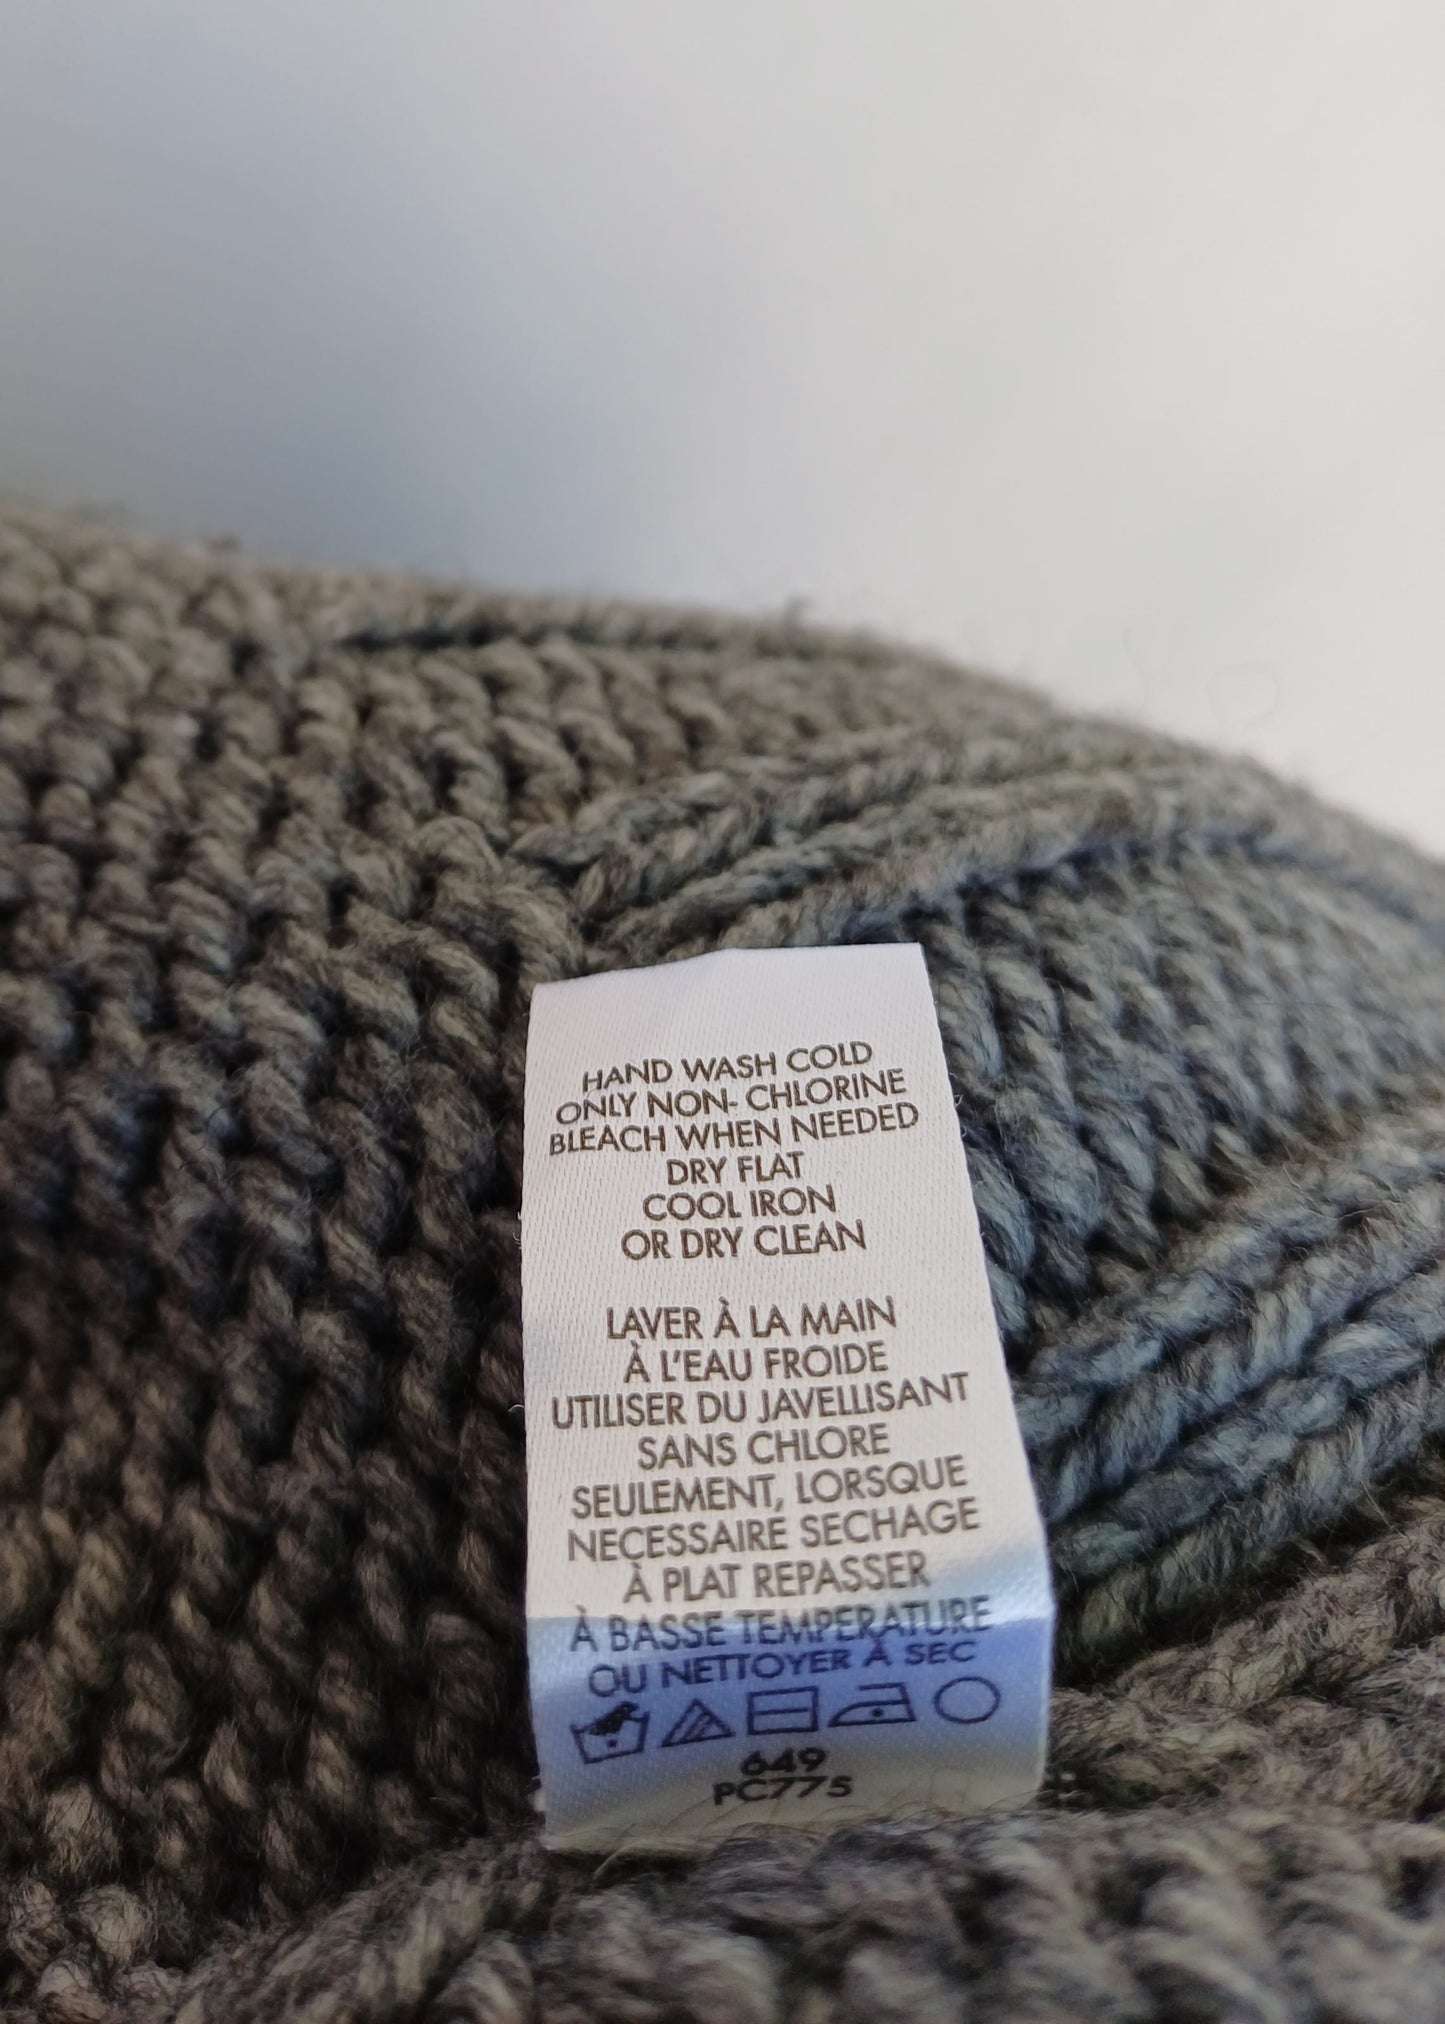 HAND WASH COLD
ONLY NON- CHLORINE
BLEACH WHEN NEEDED
DRY FLAT
COOL IRON
OR DRY CLEAN
LAVER À LA MAIN
À L'EAU FROIDE
UTILISER DU JAVELLISANT
SANS CHLORE
SEULEMENT, LORSQUE
NECESSAIRE SECHAGE
À PLAT REPASSER
À BASSE TEMPERATURE
OU NETTOYER À SEC
649
PC775